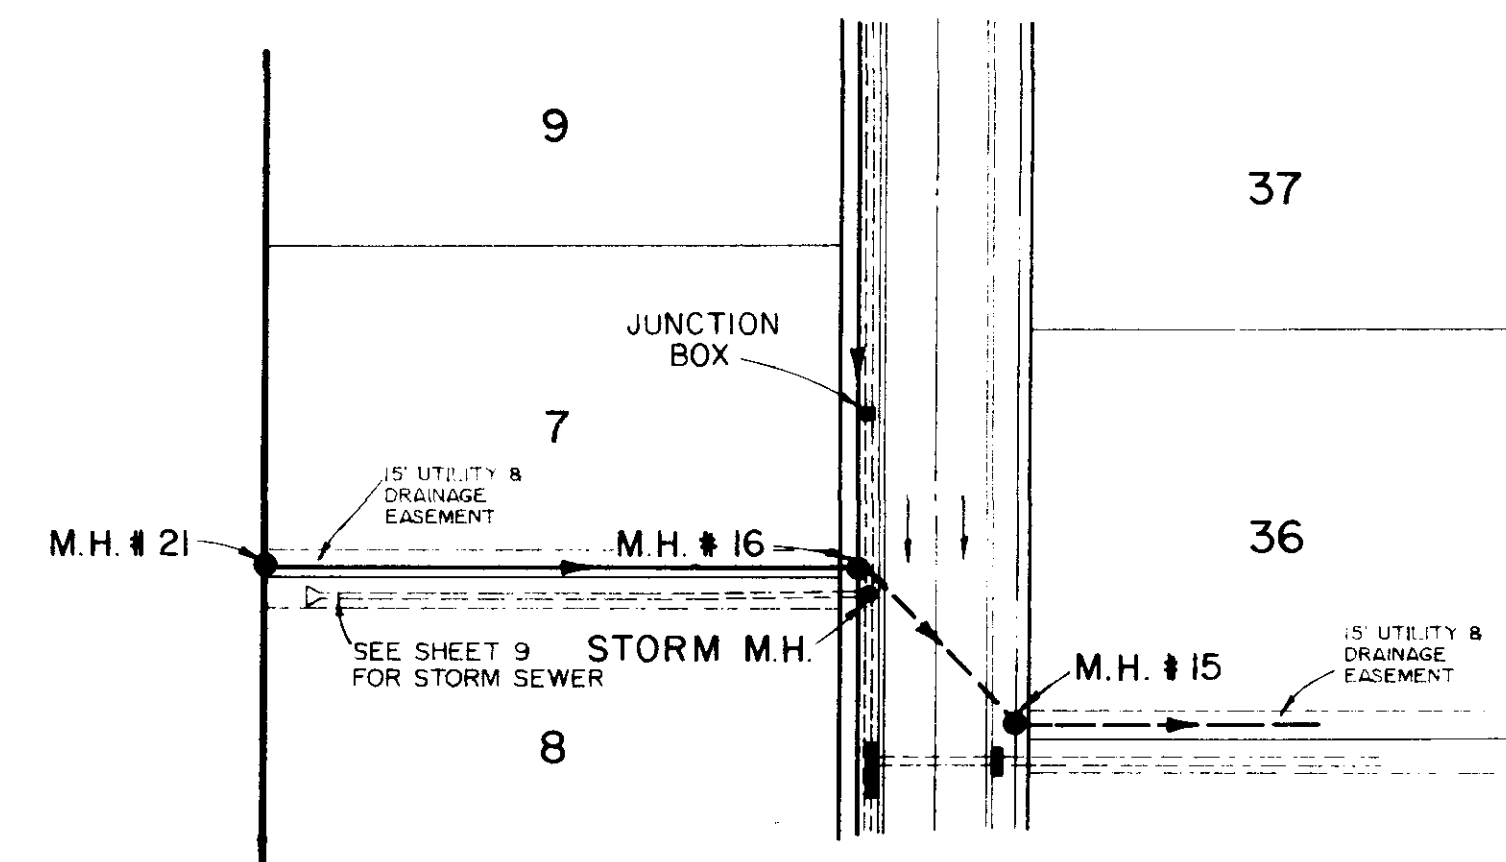 9
37
JUNCTION
BOX
7
15' UTILITY &
DRAINAGE
EASEMENT
M.H. # 21
M.H. # 16
36
SEE SHEET 9
FOR STORM SEWER
STORM M.H.
15' UTILITY &
DRAINAGE
EASEMENT
M.H. # 15
8